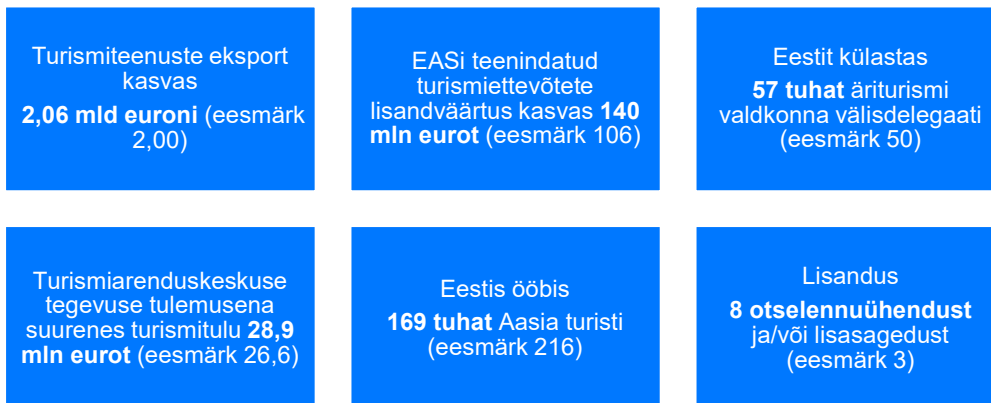 Turismiteenuste eksport
kasvas
2,06 mld euroni (eesmärk
2,00)
EASi teenindatud
turismiettevõtete
lisandväärtus kasvas 140
mln eurot (eesmärk 106)
Eestit külastas
57 tuhat äriturismi
valdkonna välisdelegaati
(eesmärk 50)
Turismiarenduskeskuse
tegevuse tulemusena
suurenes turismitulu 28,9
mln eurot (eesmärk 26,6)
Eestis ööbis
169 tuhat Aasia turisti
(eesmärk 216)
Lisandus
8 otselennuühendust
ja/või lisasagedust
(eesmärk 3)